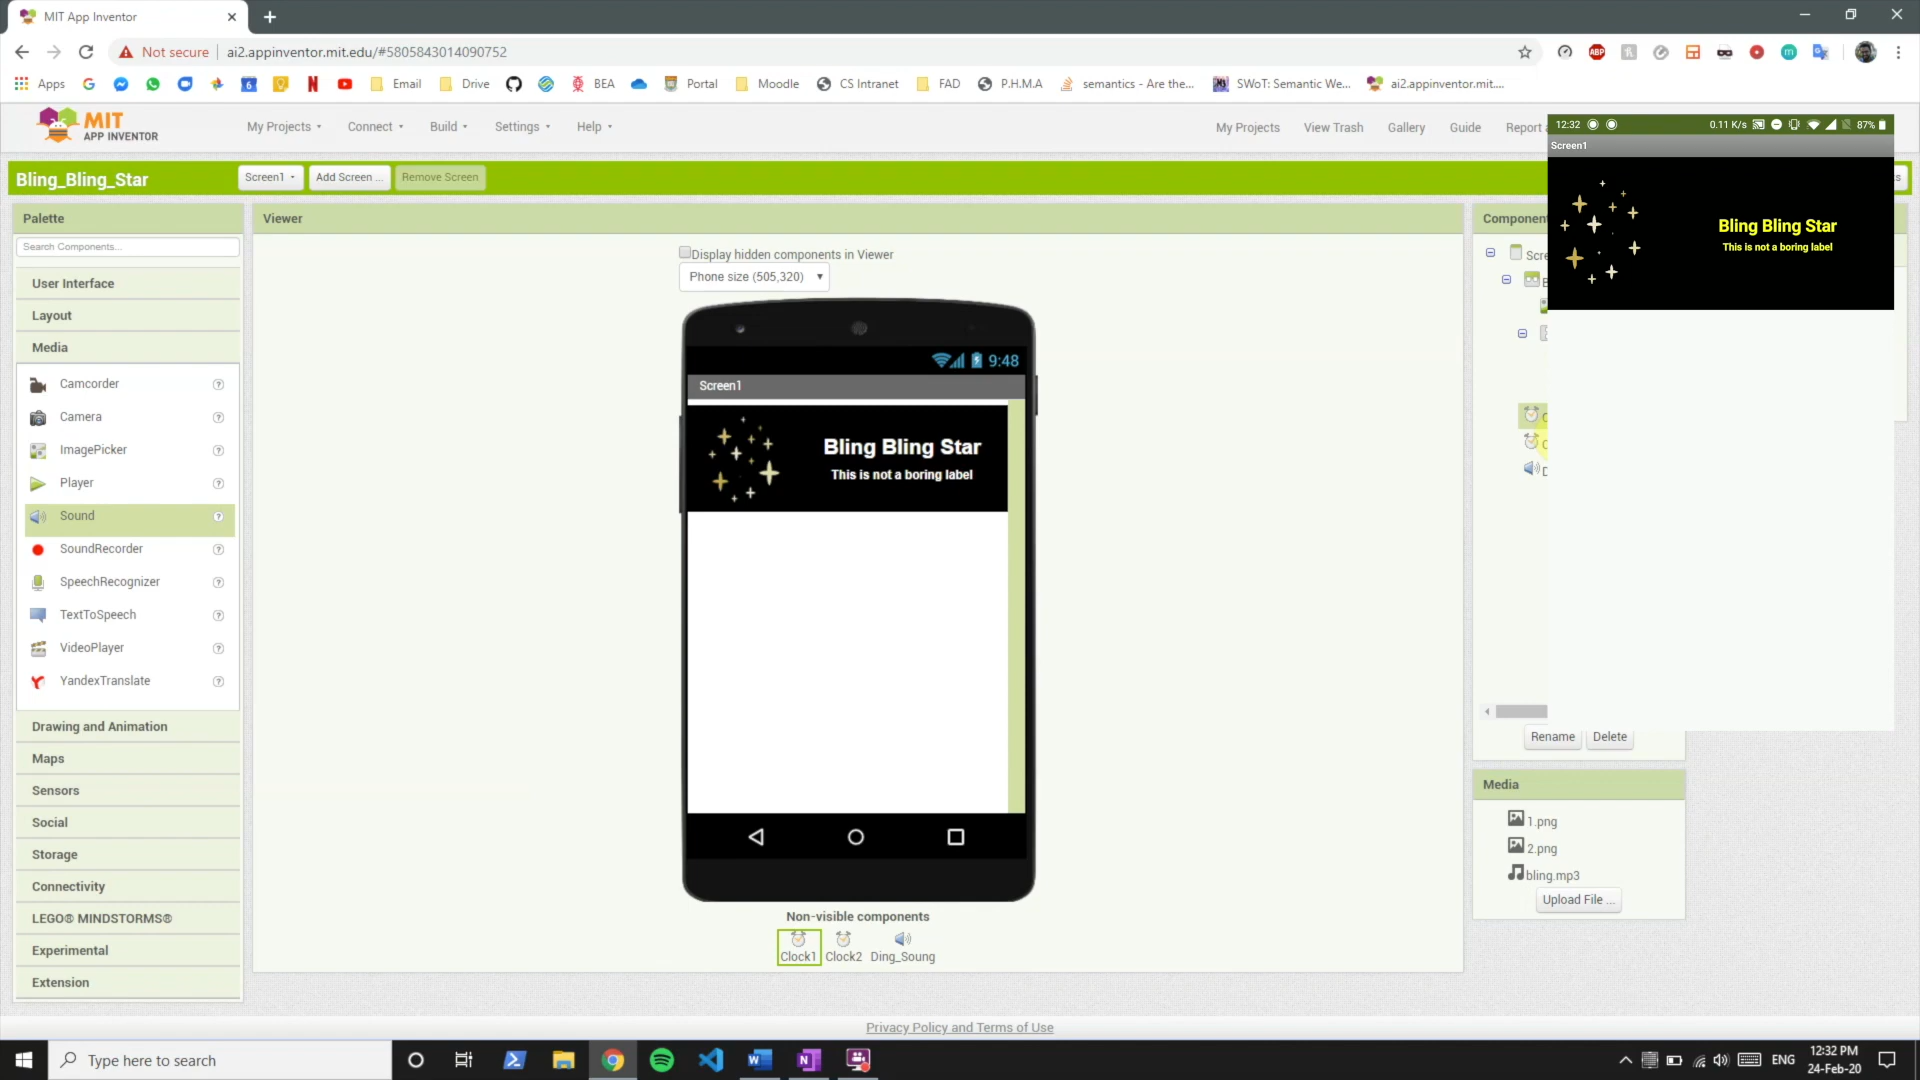 MIT App Inventor
Not secure
ai2.appinventor.mit.edu/#5805843014090752
ABP
Apps
Email
Drive
BEA
Portal
Moodle
CS Intranet
FAD
P.H.M.A
semantics - Are the...
SWoT: Semantic We...
ai2.appinventor.mit....
MIT
APP INVENTOR
My Projects
Connect
Build
Settings
Help
My Projects
View Trash
Gallery
Guide
Report
Bling_Bling_Star
Screen1
Add Screen ...
Remove Screen
Palette
Search Components...
User Interface
Layout
Media
Camcorder
Camera
ImagePicker
Player
Sound
SoundRecorder
SpeechRecognizer
TextToSpeech
VideoPlayer
YandexTranslate
Drawing and Animation
Maps
Sensors
Social
Storage
Connectivity
LEGO® MINDSTORMS®
Experimental
Extension
Viewer
Display hidden components in Viewer
Phone size (505,320)
9:48
Screen1
Bling Bling Star
This is not a boring label
Non-visible components
Clock1
Clock2
Ding_Soung
Component
Scre
12:32
0.11 K/s
87%
Screen1
Bling Bling Star
This is not a boring label
Rename
Delete
Media
1.png
2.png
bling.mp3
Upload File ...
Privacy Policy and Terms of Use
Type here to search
ENG
12:32 PM
24-Feb-20